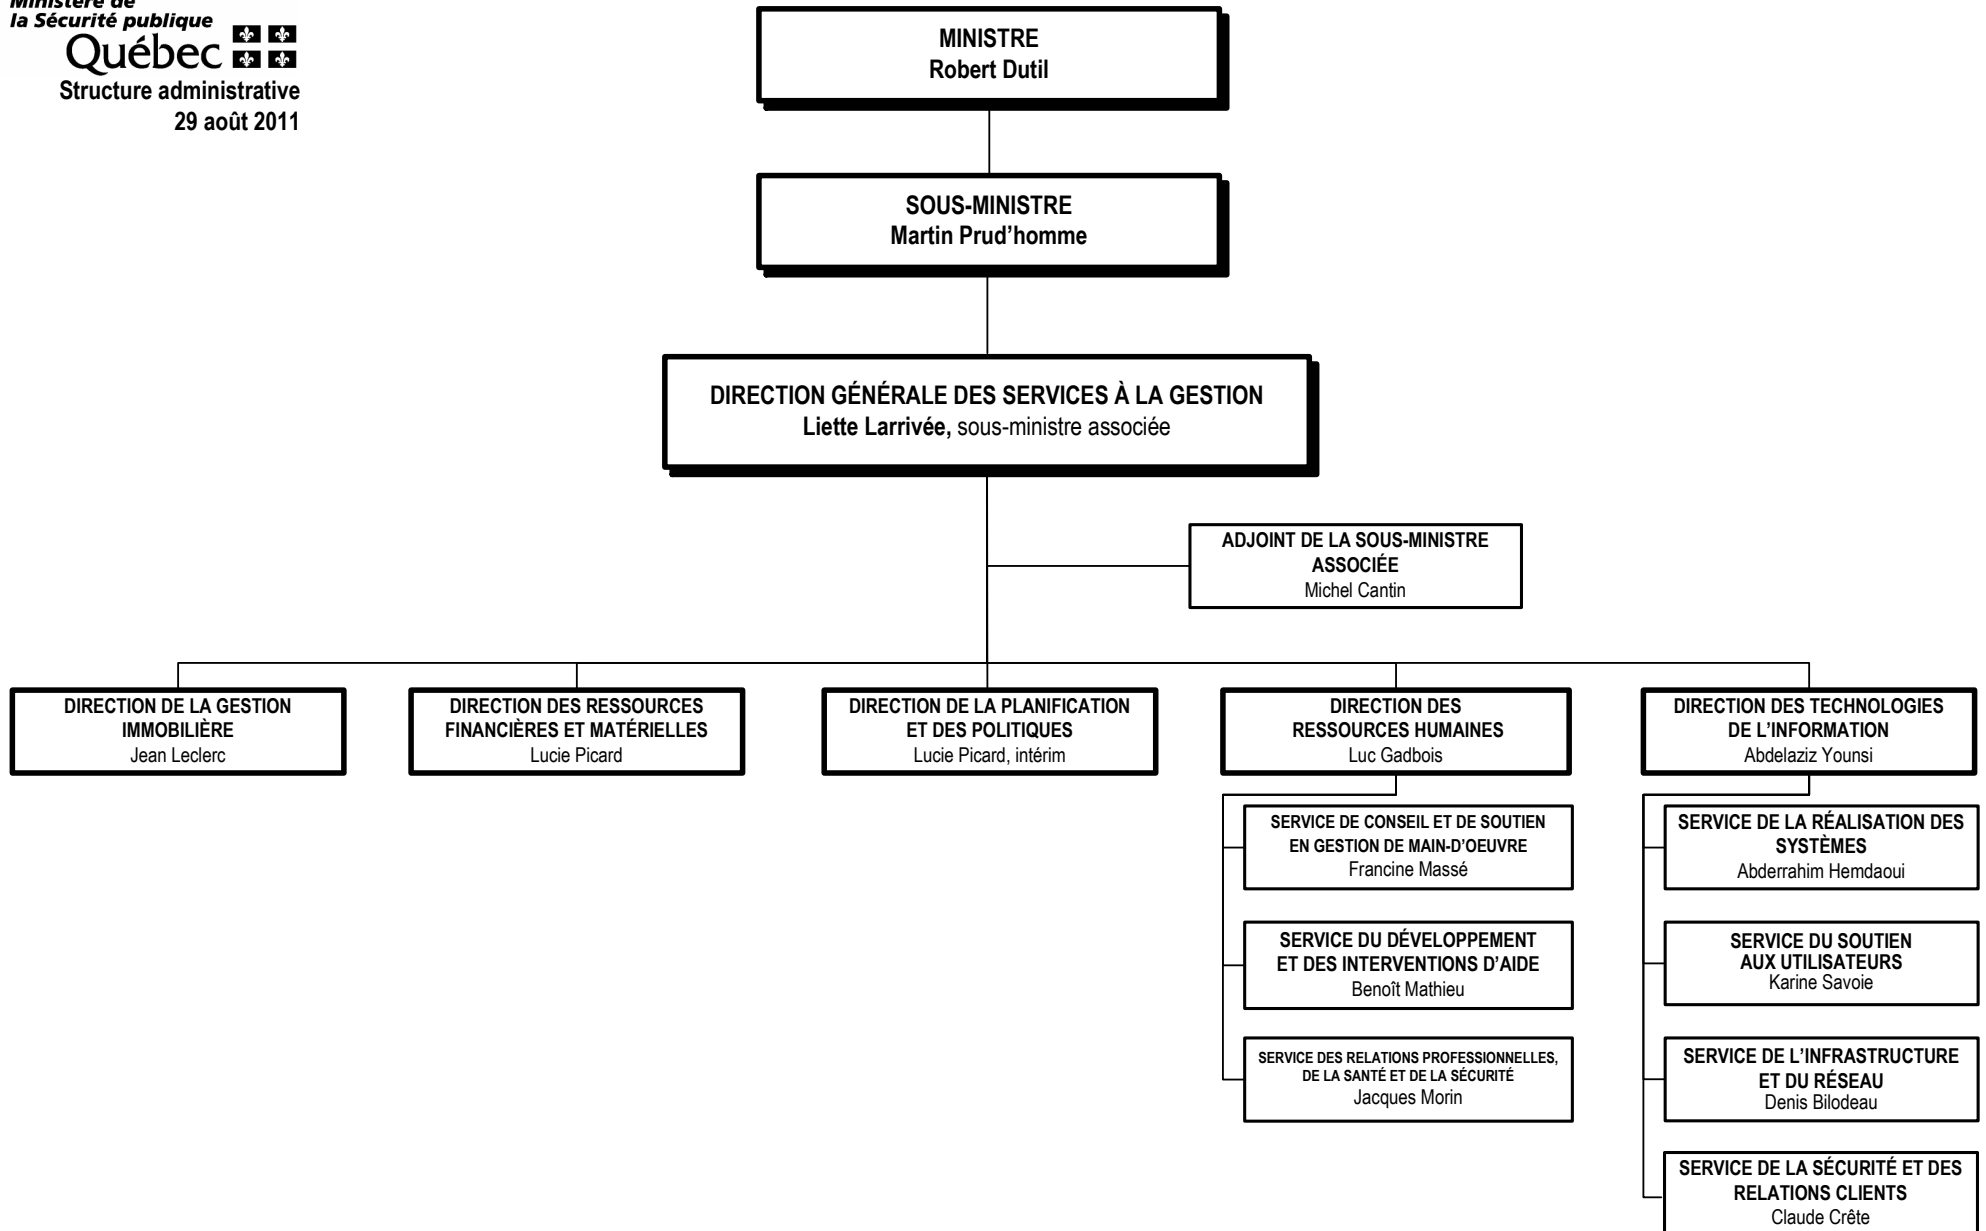 Ministère de
la Sécurité publique
Québec
Structure administrative
29 août 2011
MINISTRE
Robert Dutil
SOUS-MINISTRE
Martin Prud’homme
DIRECTION GÉNÉRALE DES SERVICES À LA GESTION
Liette Larrivée, sous-ministre associée
ADJOINT DE LA SOUS-MINISTRE
ASSOCIÉE
Michel Cantin
DIRECTION DE LA GESTION
IMMOBILIÈRE
Jean Leclerc
DIRECTION DES RESSOURCES
FINANCIÈRES ET MATÉRIELLES
Lucie Picard
DIRECTION DE LA PLANIFICATION
ET DES POLITIQUES
Lucie Picard, intérim
DIRECTION DES
RESSOURCES HUMAINES
Luc Gadbois
SERVICE DE CONSEIL ET DE SOUTIEN
EN GESTION DE MAIN-D’OEUVRE
Francine Massé
SERVICE DU DÉVELOPPEMENT
ET DES INTERVENTIONS D’AIDE
Benoît Mathieu
SERVICE DES RELATIONS PROFESSIONNELLES,
DE LA SANTÉ ET DE LA SÉCURITÉ
Jacques Morin
DIRECTION DES TECHNOLOGIES
DE L’INFORMATION
Abdelaziz Younsi
SERVICE DE LA RÉALISATION DES
SYSTÈMES
Abderrahim Hemdaoui
SERVICE DU SOUTIEN
AUX UTILISATEURS
Karine Savoie
SERVICE DE L’INFRASTRUCTURE
ET DU RÉSEAU
Denis Bilodeau
SERVICE DE LA SÉCURITÉ ET DES
RELATIONS CLIENTS
Claude Crête